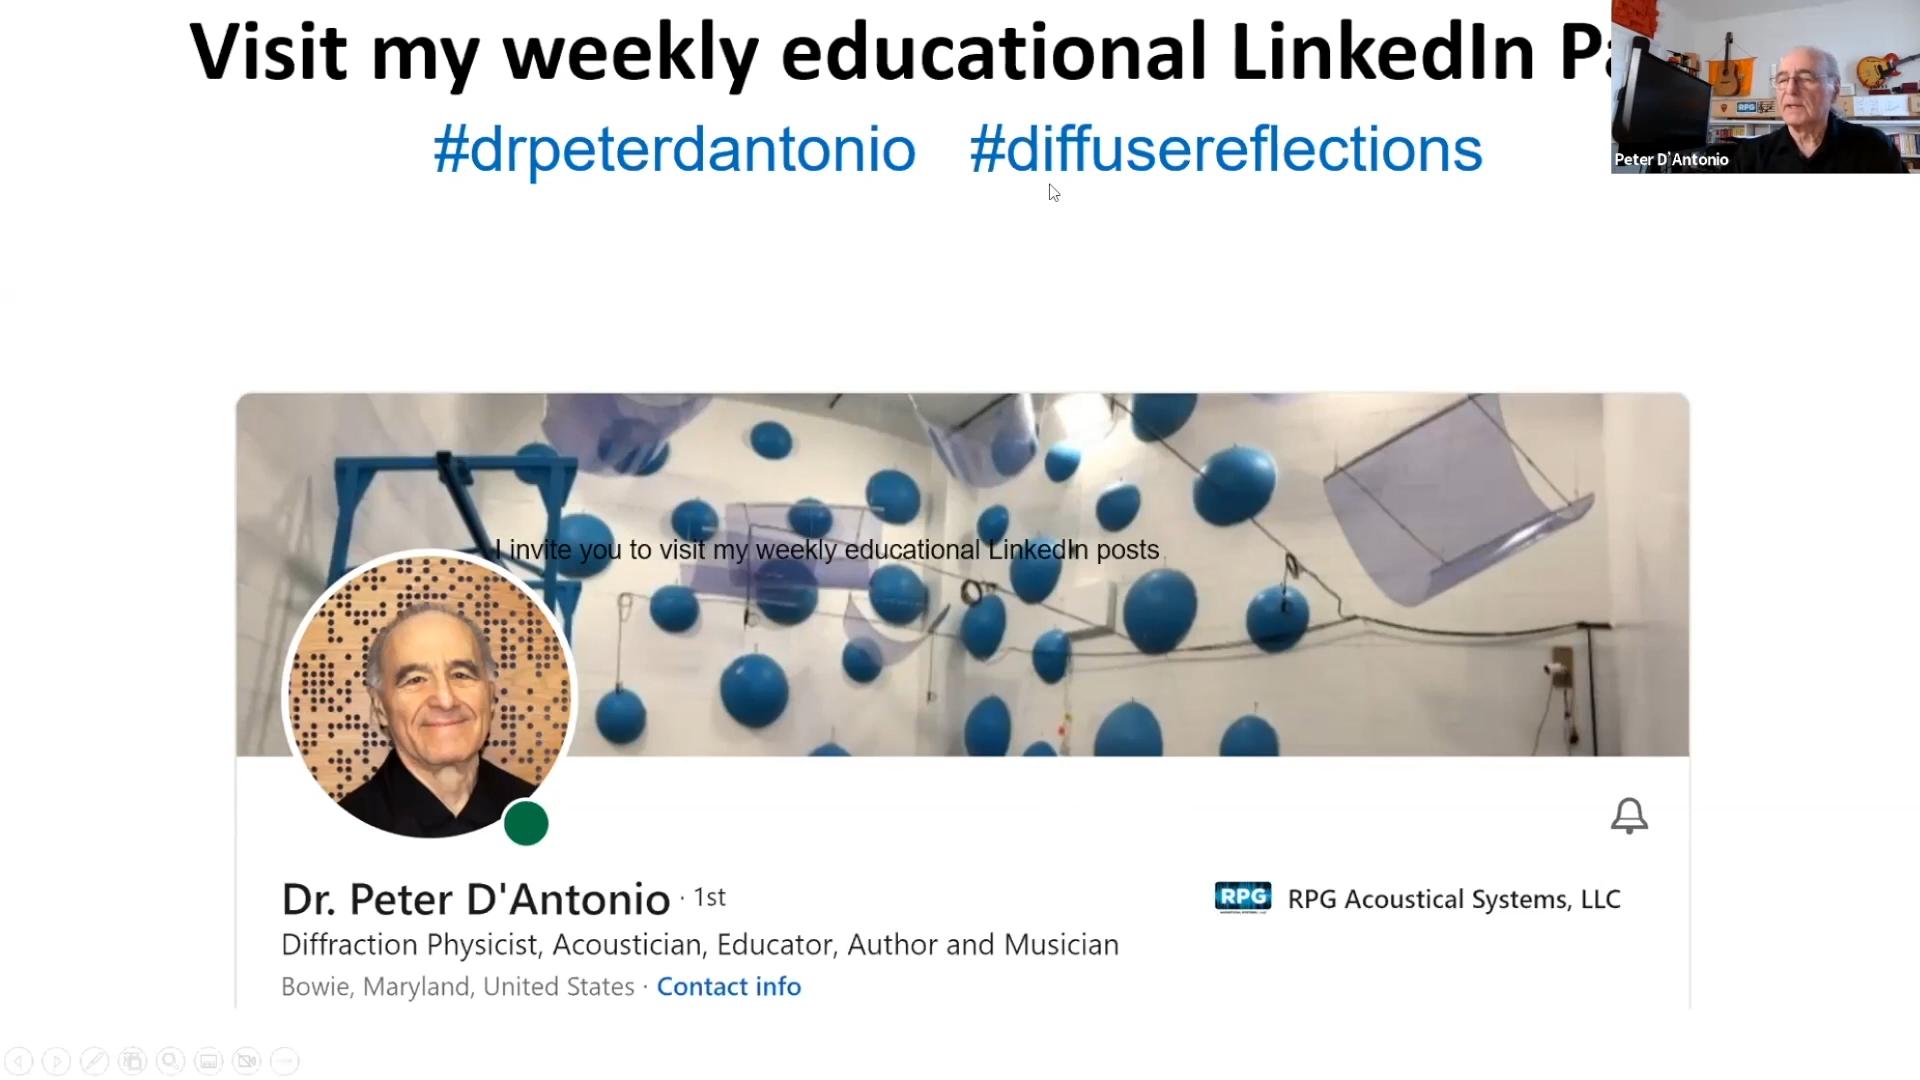 Visit my weekly educational LinkedIn
#drpeterdantonio #diffusereflections
RPG
Peter D'Antonio
I invite you to visit my weekly educational LinkedIn posts
Dr. Peter D'Antonio · 1st
RPG RPG Acoustical Systems, LLC
Diffraction Physicist, Acoustician, Educator, Author and Musician
Bowie, Maryland, United States · Contact info